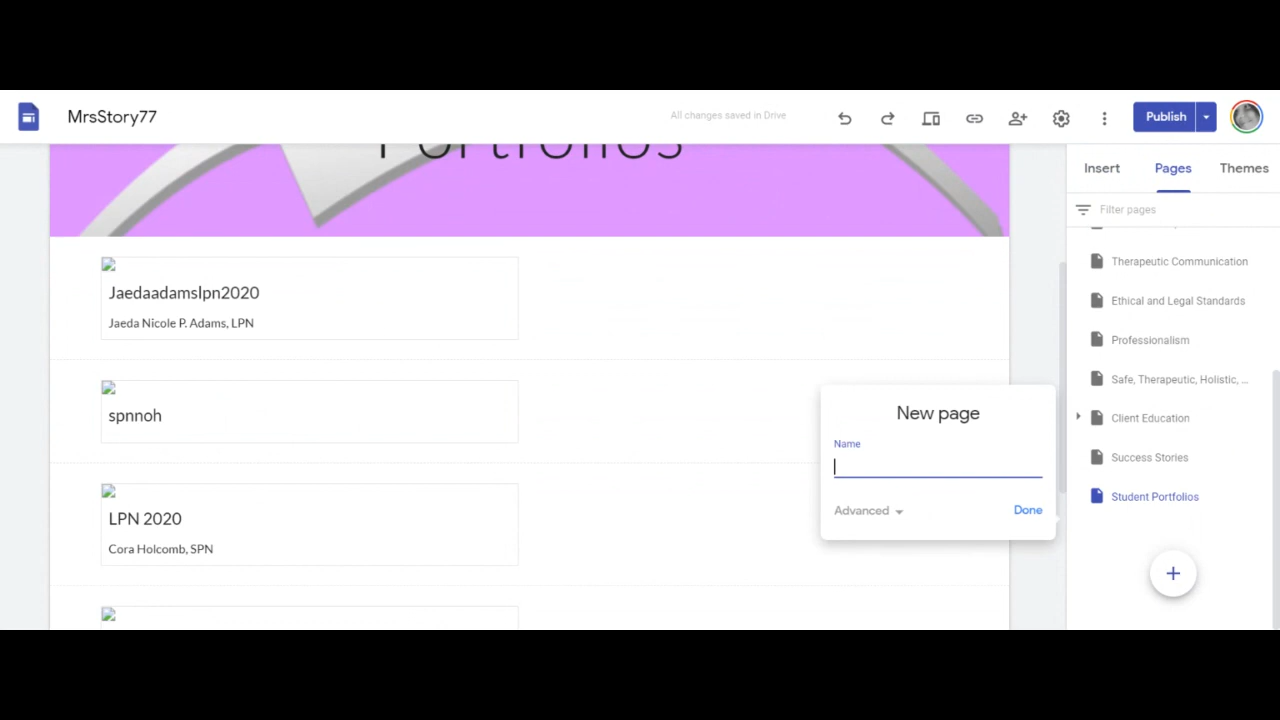 MrsStory77
All changes saved in Drive
Publish
Portfolios
Insert
Pages
Themes
Filter pages
Therapeutic Communication
Ethical and Legal Standards
Professionalism
Safe, Therapeutic, Holistic, ...
Client Education
Success Stories
Student Portfolios
Jaedaadamslpn2020
Jaeda Nicole P. Adams, LPN
spnnoh
LPN 2020
Cora Holcomb, SPN
New page
Name
Advanced
Done